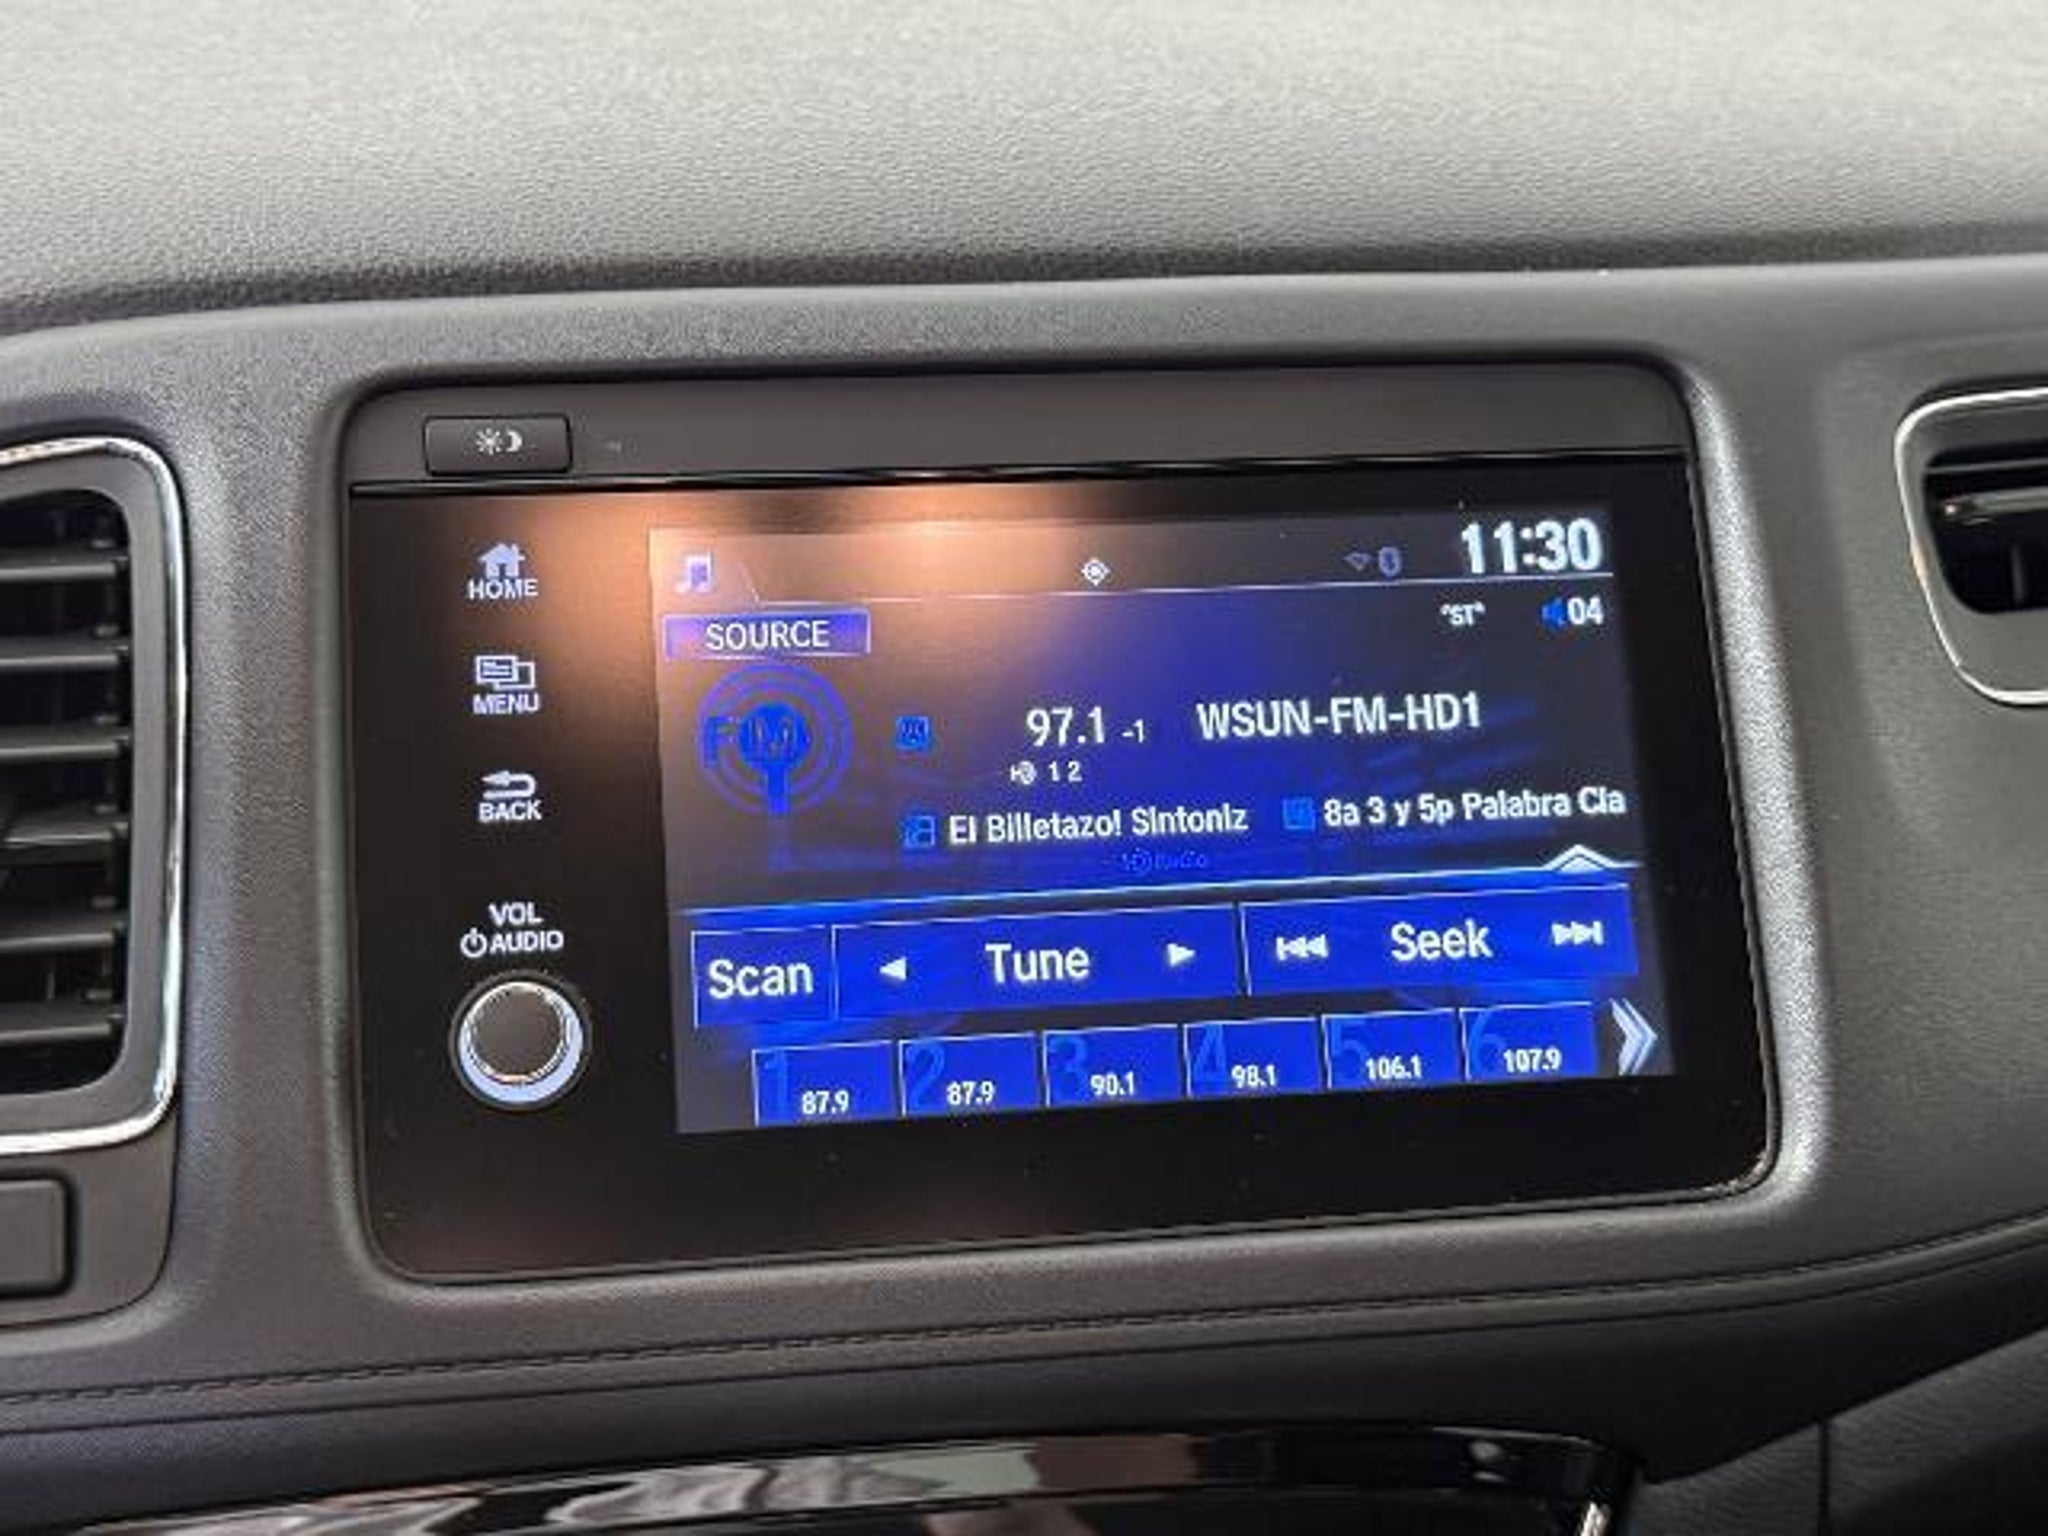 HOME
MENU
BACK
VOL
AUDIO
11:30
"ST" 04
SOURCE
FM
97.1 -1 WSUN-FM-HD1
1 2
El Billetazo! Sintoniz 8a 3 y 5p Palabra Cla
HD Radio
Scan Tune Seek
1 87.9 2 87.9 3 90.1 4 98.1 5 106.1 6 107.9